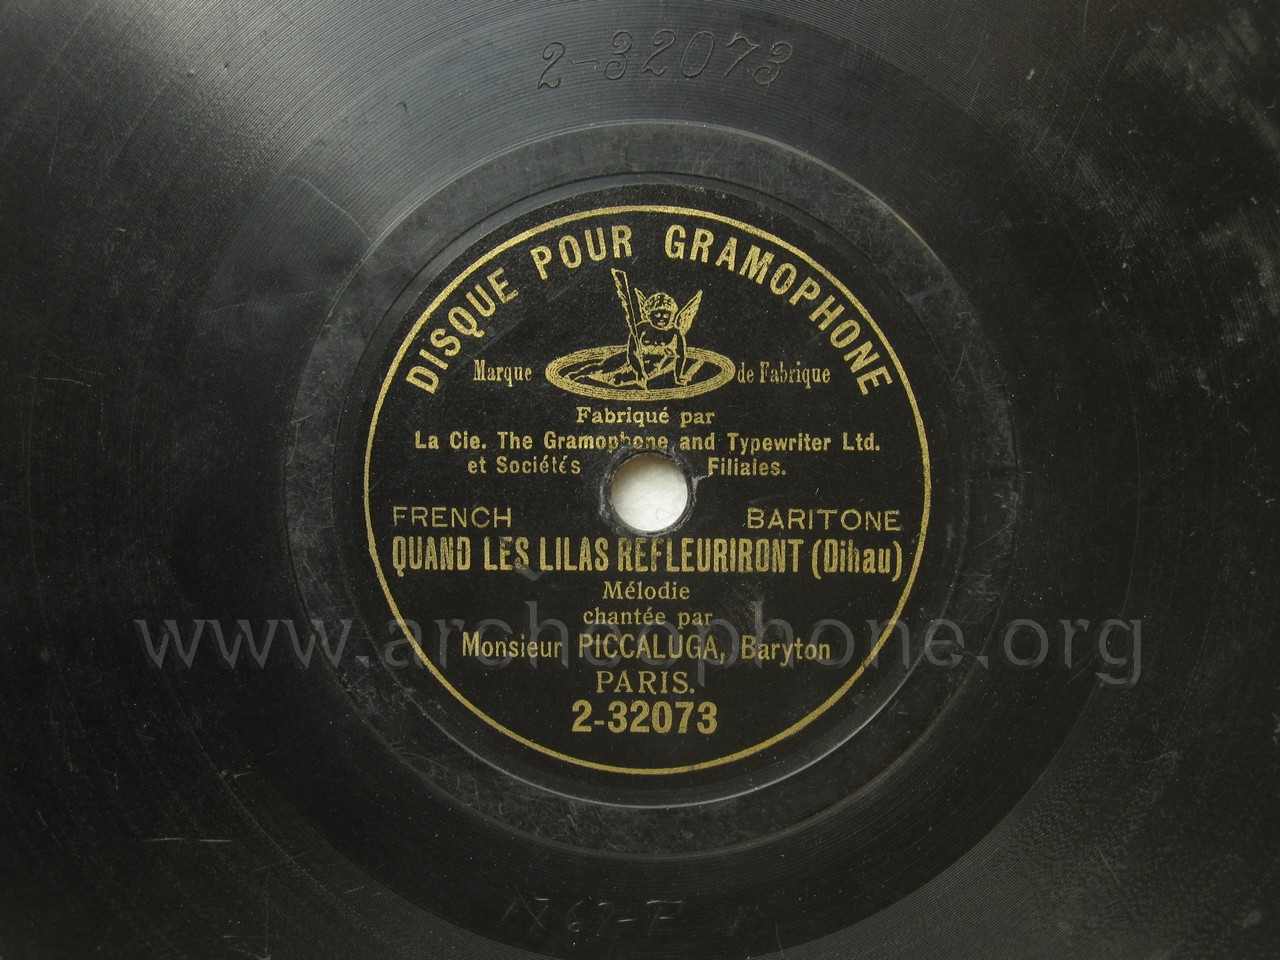 2-32073
DISQUE POUR GRAMOPHONE
Marque de Fabrique
Fabriqué par
La Cie. The Gramophone and Typewriter Ltd.
et Sociétés Filiales.
FRENCH BARITONE
QUAND LES LILAS REFLEURIRONT (Dihau)
Mélodie
chantée par
www.archeophone.org
Monsieur PICCALUGA, Baryton
PARIS.
2-32073